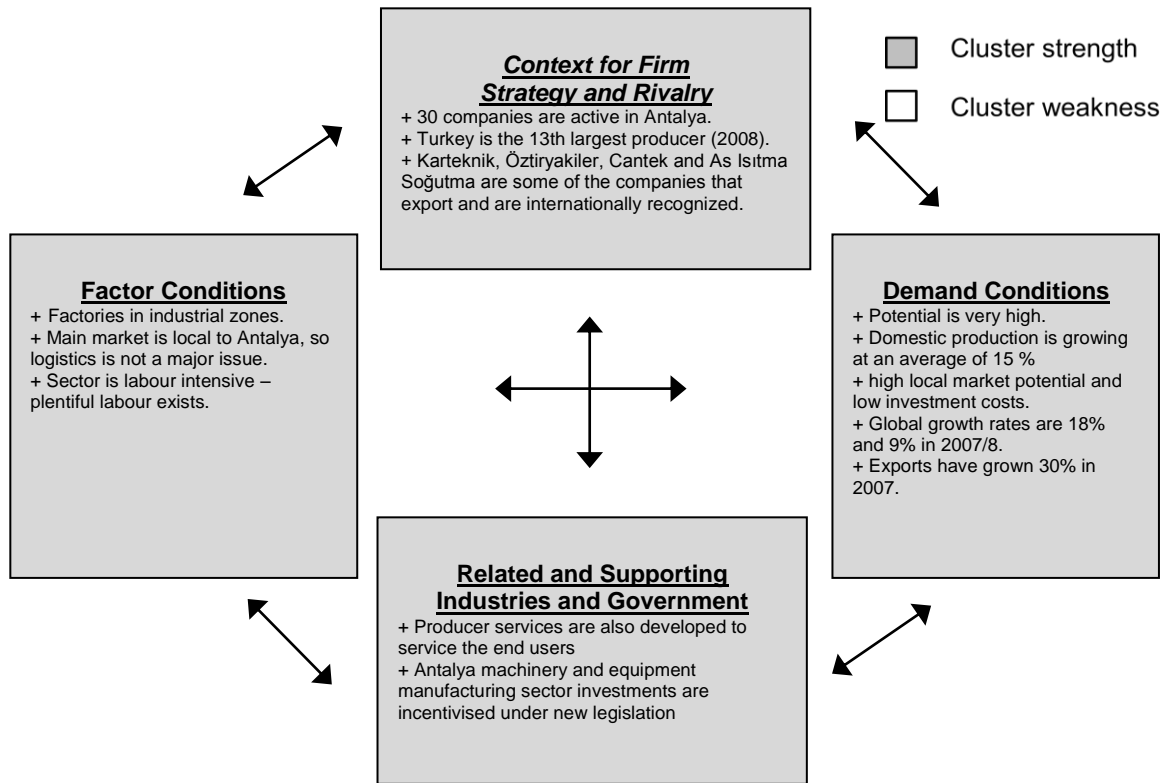 Context for Firm
Strategy and Rivalry
+ 30 companies are active in Antalya.
+ Turkey is the 13th largest producer (2008).
+ Karteknik, Öztiryakiler, Cantek and As Isıtma
Soğutma are some of the companies that
export and are internationally recognized.
Cluster strength
Cluster weakness
Factor Conditions
+ Factories in industrial zones.
+ Main market is local to Antalya, so
logistics is not a major issue.
+ Sector is labour intensive –
plentiful labour exists.
Demand Conditions
+ Potential is very high.
+ Domestic production is growing
at an average of 15 %
+ high local market potential and
low investment costs.
+ Global growth rates are 18%
and 9% in 2007/8.
+ Exports have grown 30% in
2007.
Related and Supporting
Industries and Government
+ Producer services are also developed to
service the end users
+ Antalya machinery and equipment
manufacturing sector investments are
incentivised under new legislation